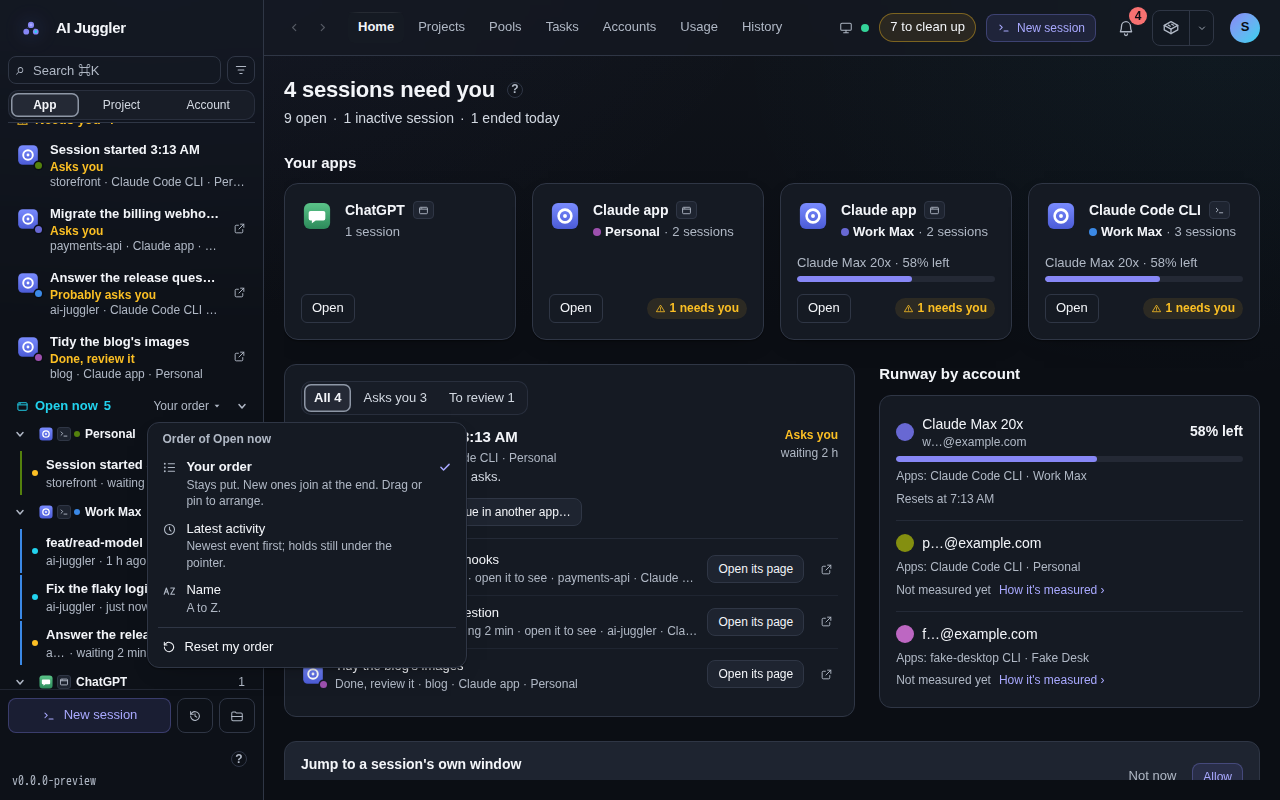 AI Juggler
Search ⌘K
App
Project
Account
Session started 3:13 AM
Asks you
storefront · Claude Code CLI · Per…
Migrate the billing webho…
Asks you
payments-api · Claude app · …
Answer the release ques…
Probably asks you
ai-juggler · Claude Code CLI …
Tidy the blog's images
Done, review it
blog · Claude app · Personal
Open now 5
Your order
Personal
Session started
storefront · waiting
Work Max
feat/read-model
ai-juggler · 1 h ago
Fix the flaky logi
ai-juggler · just now
Answer the relea
a… · waiting 2 min
ChatGPT
1
New session
?
v0.0.0-preview
Home
Projects
Pools
Tasks
Accounts
Usage
History
7 to clean up
New session
4
S
4 sessions need you
?
9 open · 1 inactive session · 1 ended today
Your apps
ChatGPT
1 session
Open
Claude app
Personal · 2 sessions
Open
1 needs you
Claude app
Work Max · 2 sessions
Claude Max 20x · 58% left
Open
1 needs you
Claude Code CLI
Work Max · 3 sessions
Claude Max 20x · 58% left
Open
1 needs you
All 4
Asks you 3
To review 1
3:13 AM
de CLI · Personal
asks.
Asks you
waiting 2 h
ue in another app…
hooks
· open it to see · payments-api · Claude …
Open its page
estion
ng 2 min · open it to see · ai-juggler · Cla…
Open its page
Tidy the blog's images
Done, review it · blog · Claude app · Personal
Open its page
Order of Open now
Your order
Stays put. New ones join at the end. Drag or
pin to arrange.
Latest activity
Newest event first; holds still under the
pointer.
AZ
Name
A to Z.
Reset my order
Runway by account
Claude Max 20x
w…@example.com
58% left
Apps: Claude Code CLI · Work Max
Resets at 7:13 AM
p…@example.com
Apps: Claude Code CLI · Personal
Not measured yet How it's measured ›
f…@example.com
Apps: fake-desktop CLI · Fake Desk
Not measured yet How it's measured ›
Jump to a session's own window
Not now
Allow